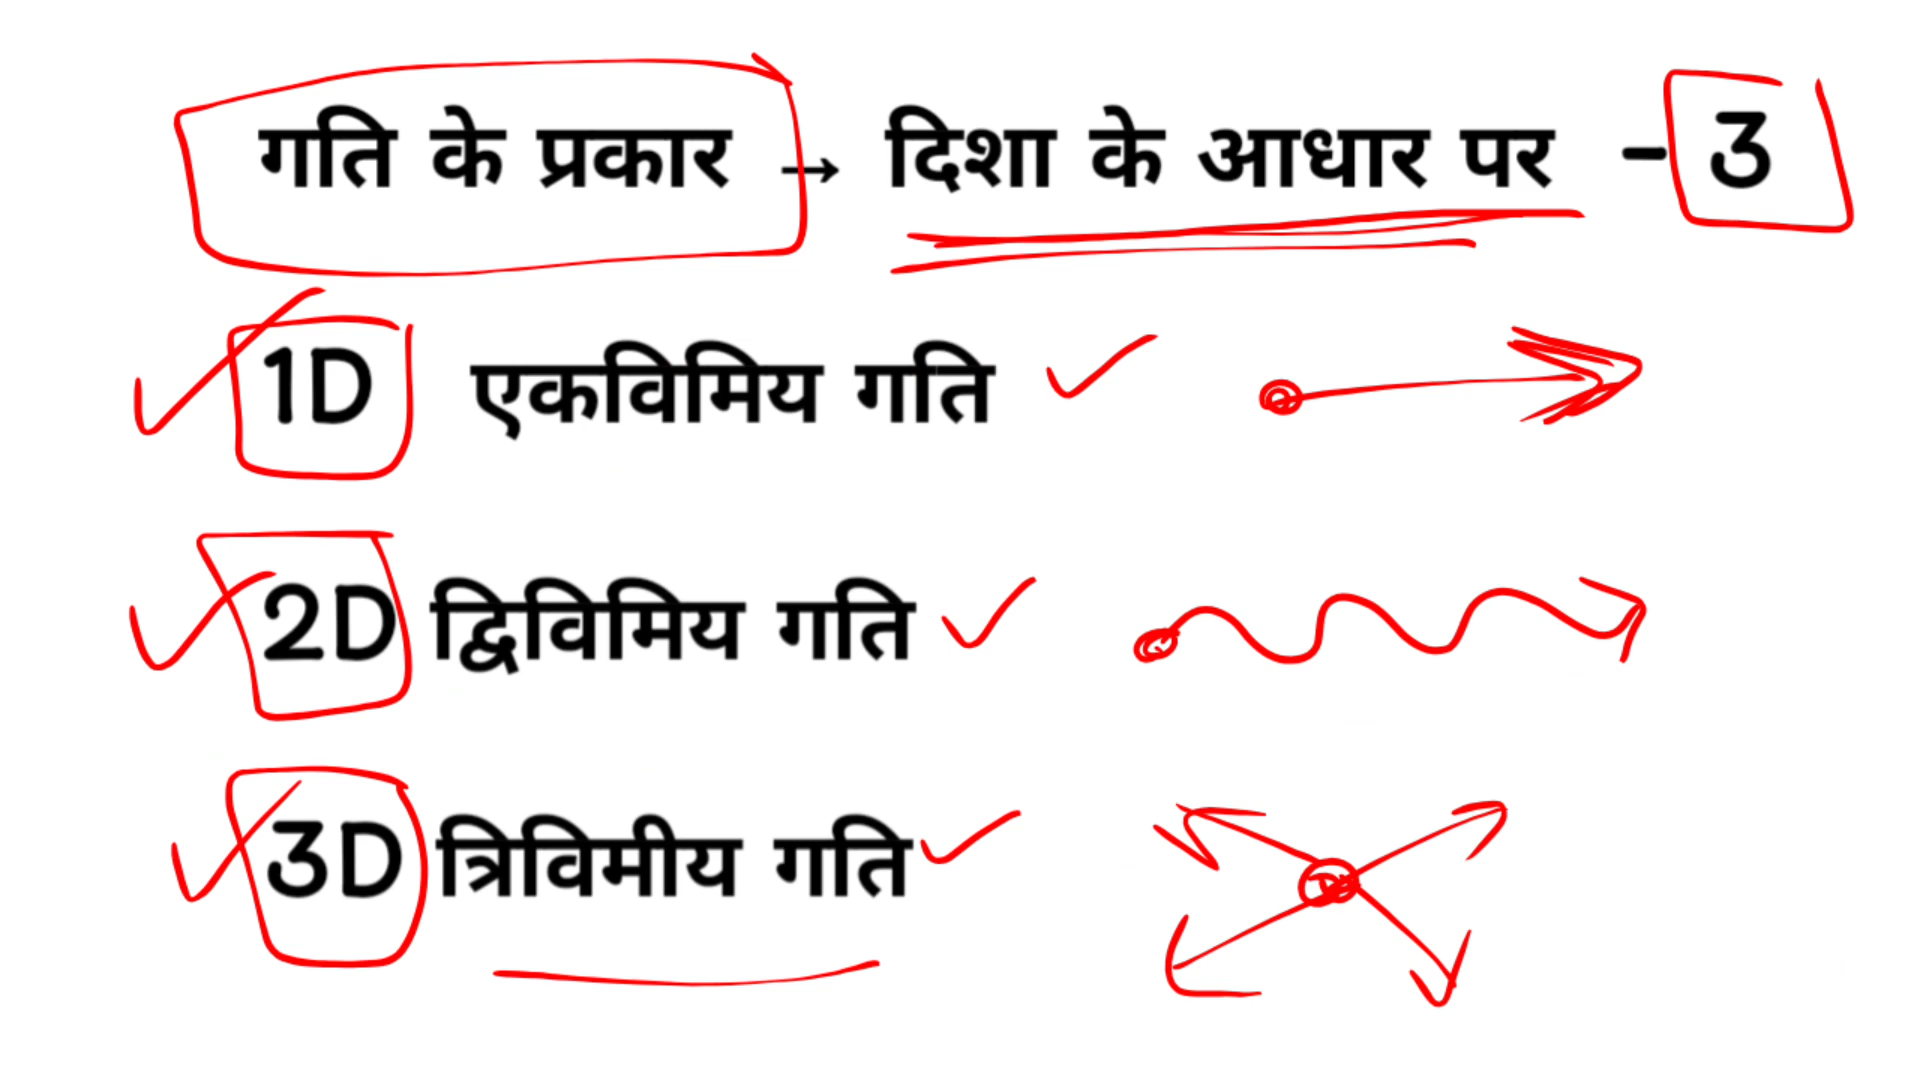 गति के प्रकार → दिशा के आधार पर - 3
1D एकविमिय गति
2D द्विविमिय गति
3D त्रिविमीय गति